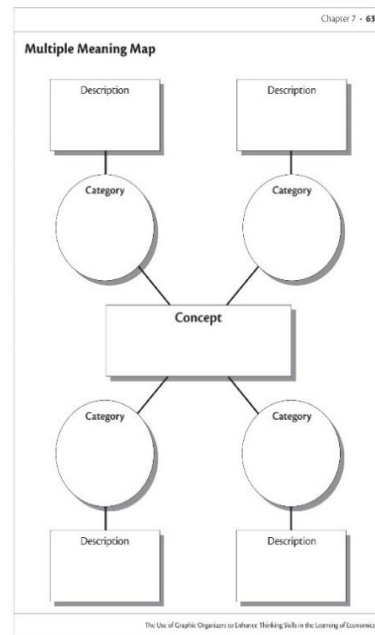 Chapter 7 • 63
Multiple Meaning Map
Description
Description
Category
Category
Concept
Category
Category
Description
Description
The Use of Graphic Organizers to Enhance Thinking Skills in the Learning of Economics